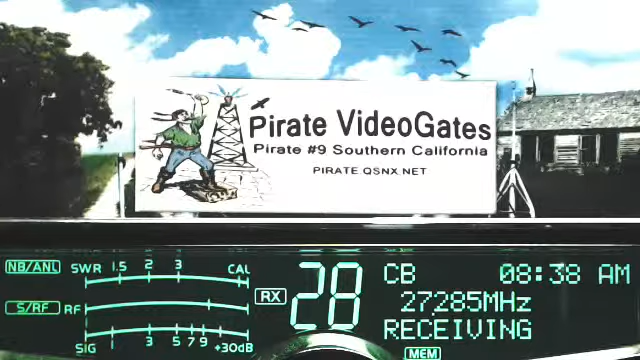 Pirate VideoGates
Pirate #9 Southern California
PIRATE.QSNX.NET
NB/ANL SWR 1.5 2 3 CAL
S/RF RF
SIG 3 5 7 9 +30dB
RX 28
CB 08:38 AM
27285MHz
RECEIVING
MEM